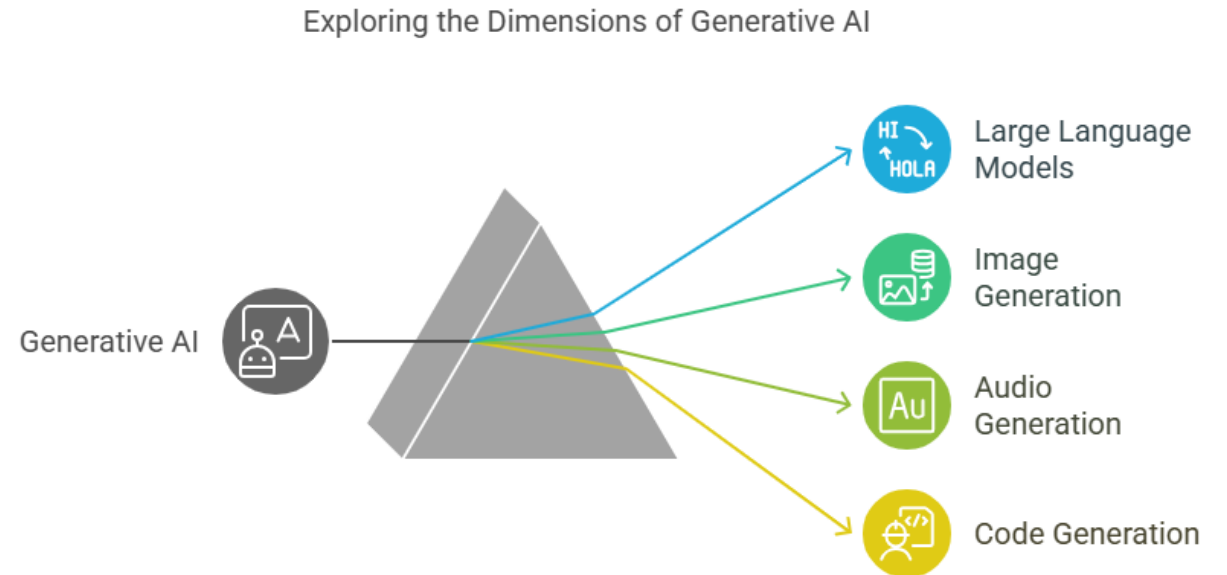 Exploring the Dimensions of Generative AI
HI
HOLA
Large Language
Models
Image
Generation
Generative AI
A
Au
Audio
Generation
</>
Code Generation